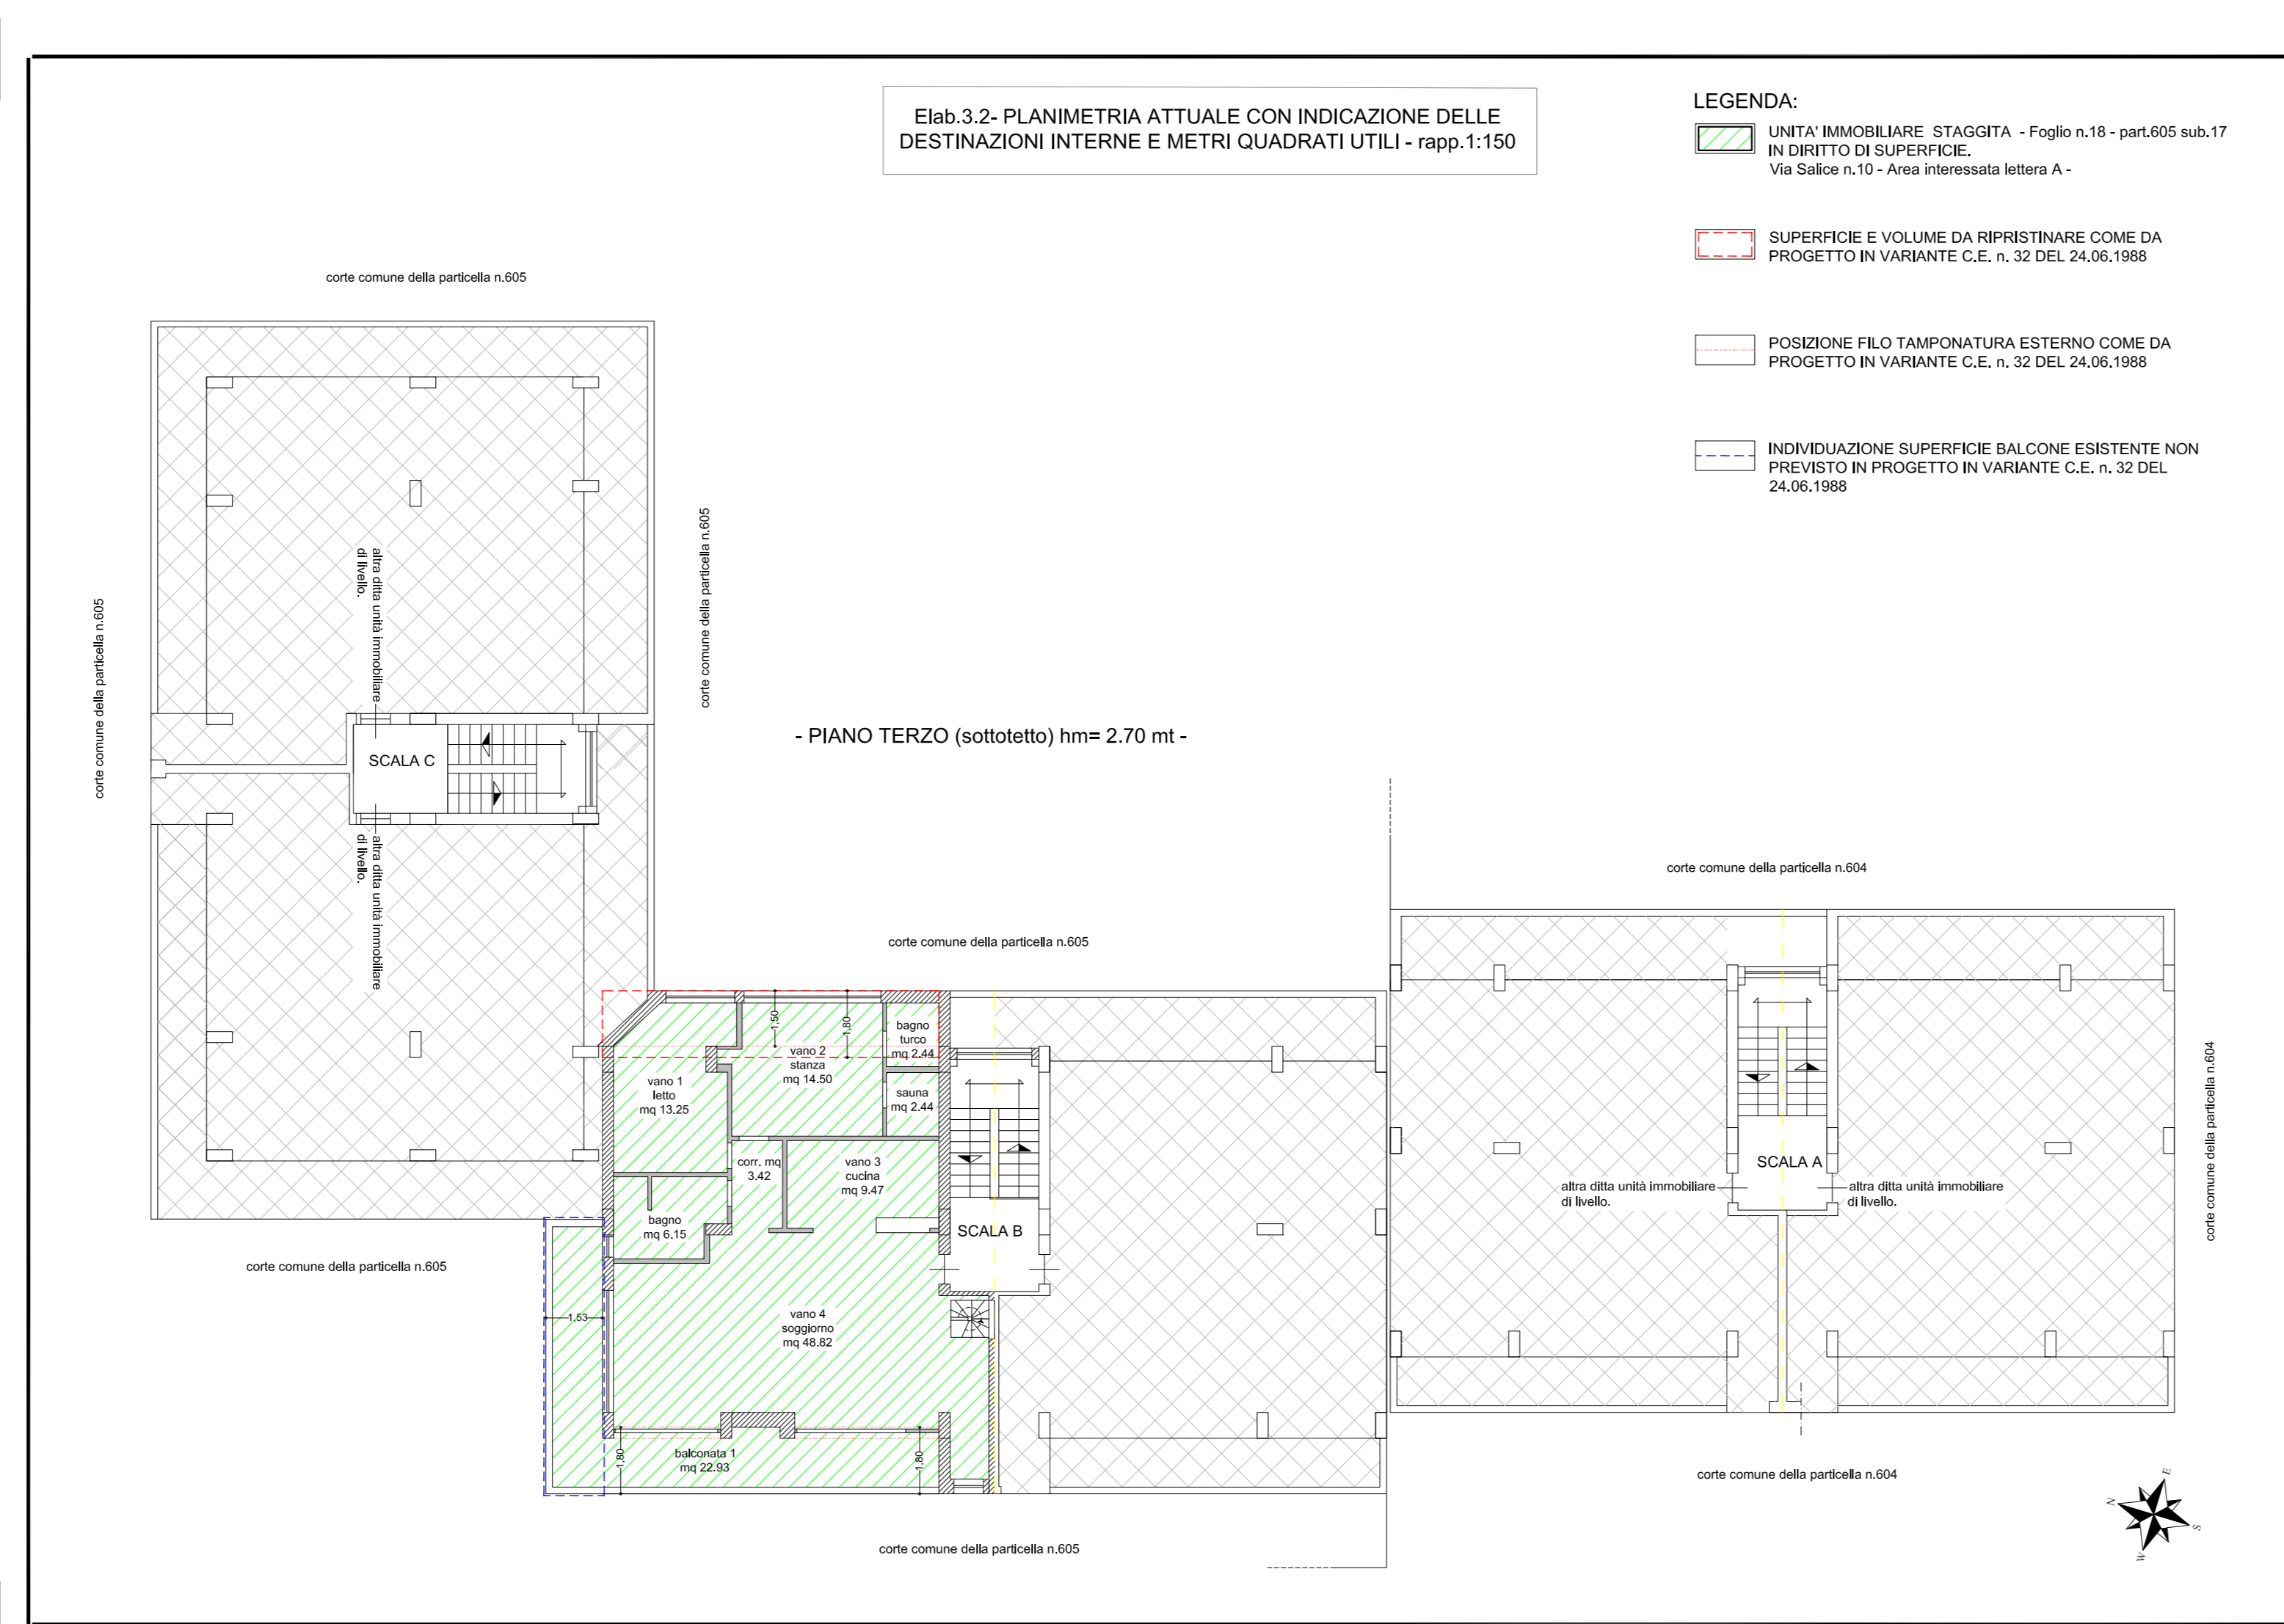 Elab.3.2- PLANIMETRIA ATTUALE CON INDICAZIONE DELLE
DESTINAZIONI INTERNE E METRI QUADRATI UTILI - rapp.1:150
LEGENDA:
UNITA' IMMOBILIARE STAGGITA - Foglio n.18 - part.605 sub.17
IN DIRITTO DI SUPERFICIE.
Via Salice n.10 - Area interessata lettera A -
SUPERFICIE E VOLUME DA RIPRISTINARE COME DA
PROGETTO IN VARIANTE C.E. n. 32 DEL 24.06.1988
POSIZIONE FILO TAMPONATURA ESTERNO COME DA
PROGETTO IN VARIANTE C.E. n. 32 DEL 24.06.1988
INDIVIDUAZIONE SUPERFICIE BALCONE ESISTENTE NON
PREVISTO IN PROGETTO IN VARIANTE C.E. n. 32 DEL
24.06.1988
corte comune della particella n.605
corte comune della particella n.605
corte comune della particella n.605
altra ditta unità immobiliare
di livello.
SCALA C
altra ditta unità immobiliare
di livello.
- PIANO TERZO (sottotetto) hm= 2.70 mt -
corte comune della particella n.604
corte comune della particella n.605
1,50
1,80
bagno
turco
mq 2.44
vano 2
stanza
mq 14.50
vano 1
letto
mq 13.25
sauna
mq 2.44
corr. mq
3.42
vano 3
cucina
mq 9.47
bagno
mq 6.15
SCALA B
SCALA A
altra ditta unità immobiliare
di livello.
altra ditta unità immobiliare
di livello.
corte comune della particella n.604
corte comune della particella n.605
1,53
vano 4
soggiorno
mq 48.82
balconata 1
mq 22.93
1,80
1,80
corte comune della particella n.604
corte comune della particella n.605
N
E
S
W